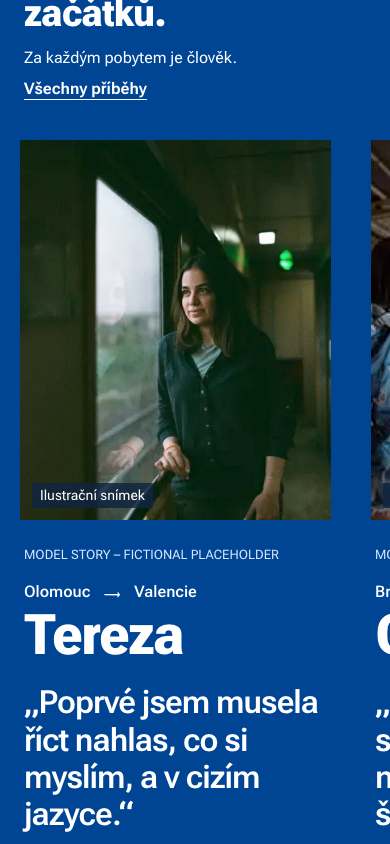 začátků.
Za každým pobytem je člověk.
Všechny příběhy
Ilustrační snímek
MODEL STORY – FICTIONAL PLACEHOLDER
Olomouc → Valencie
Tereza
„Poprvé jsem musela
říct nahlas, co si
myslím, a v cizím
jazyce.“